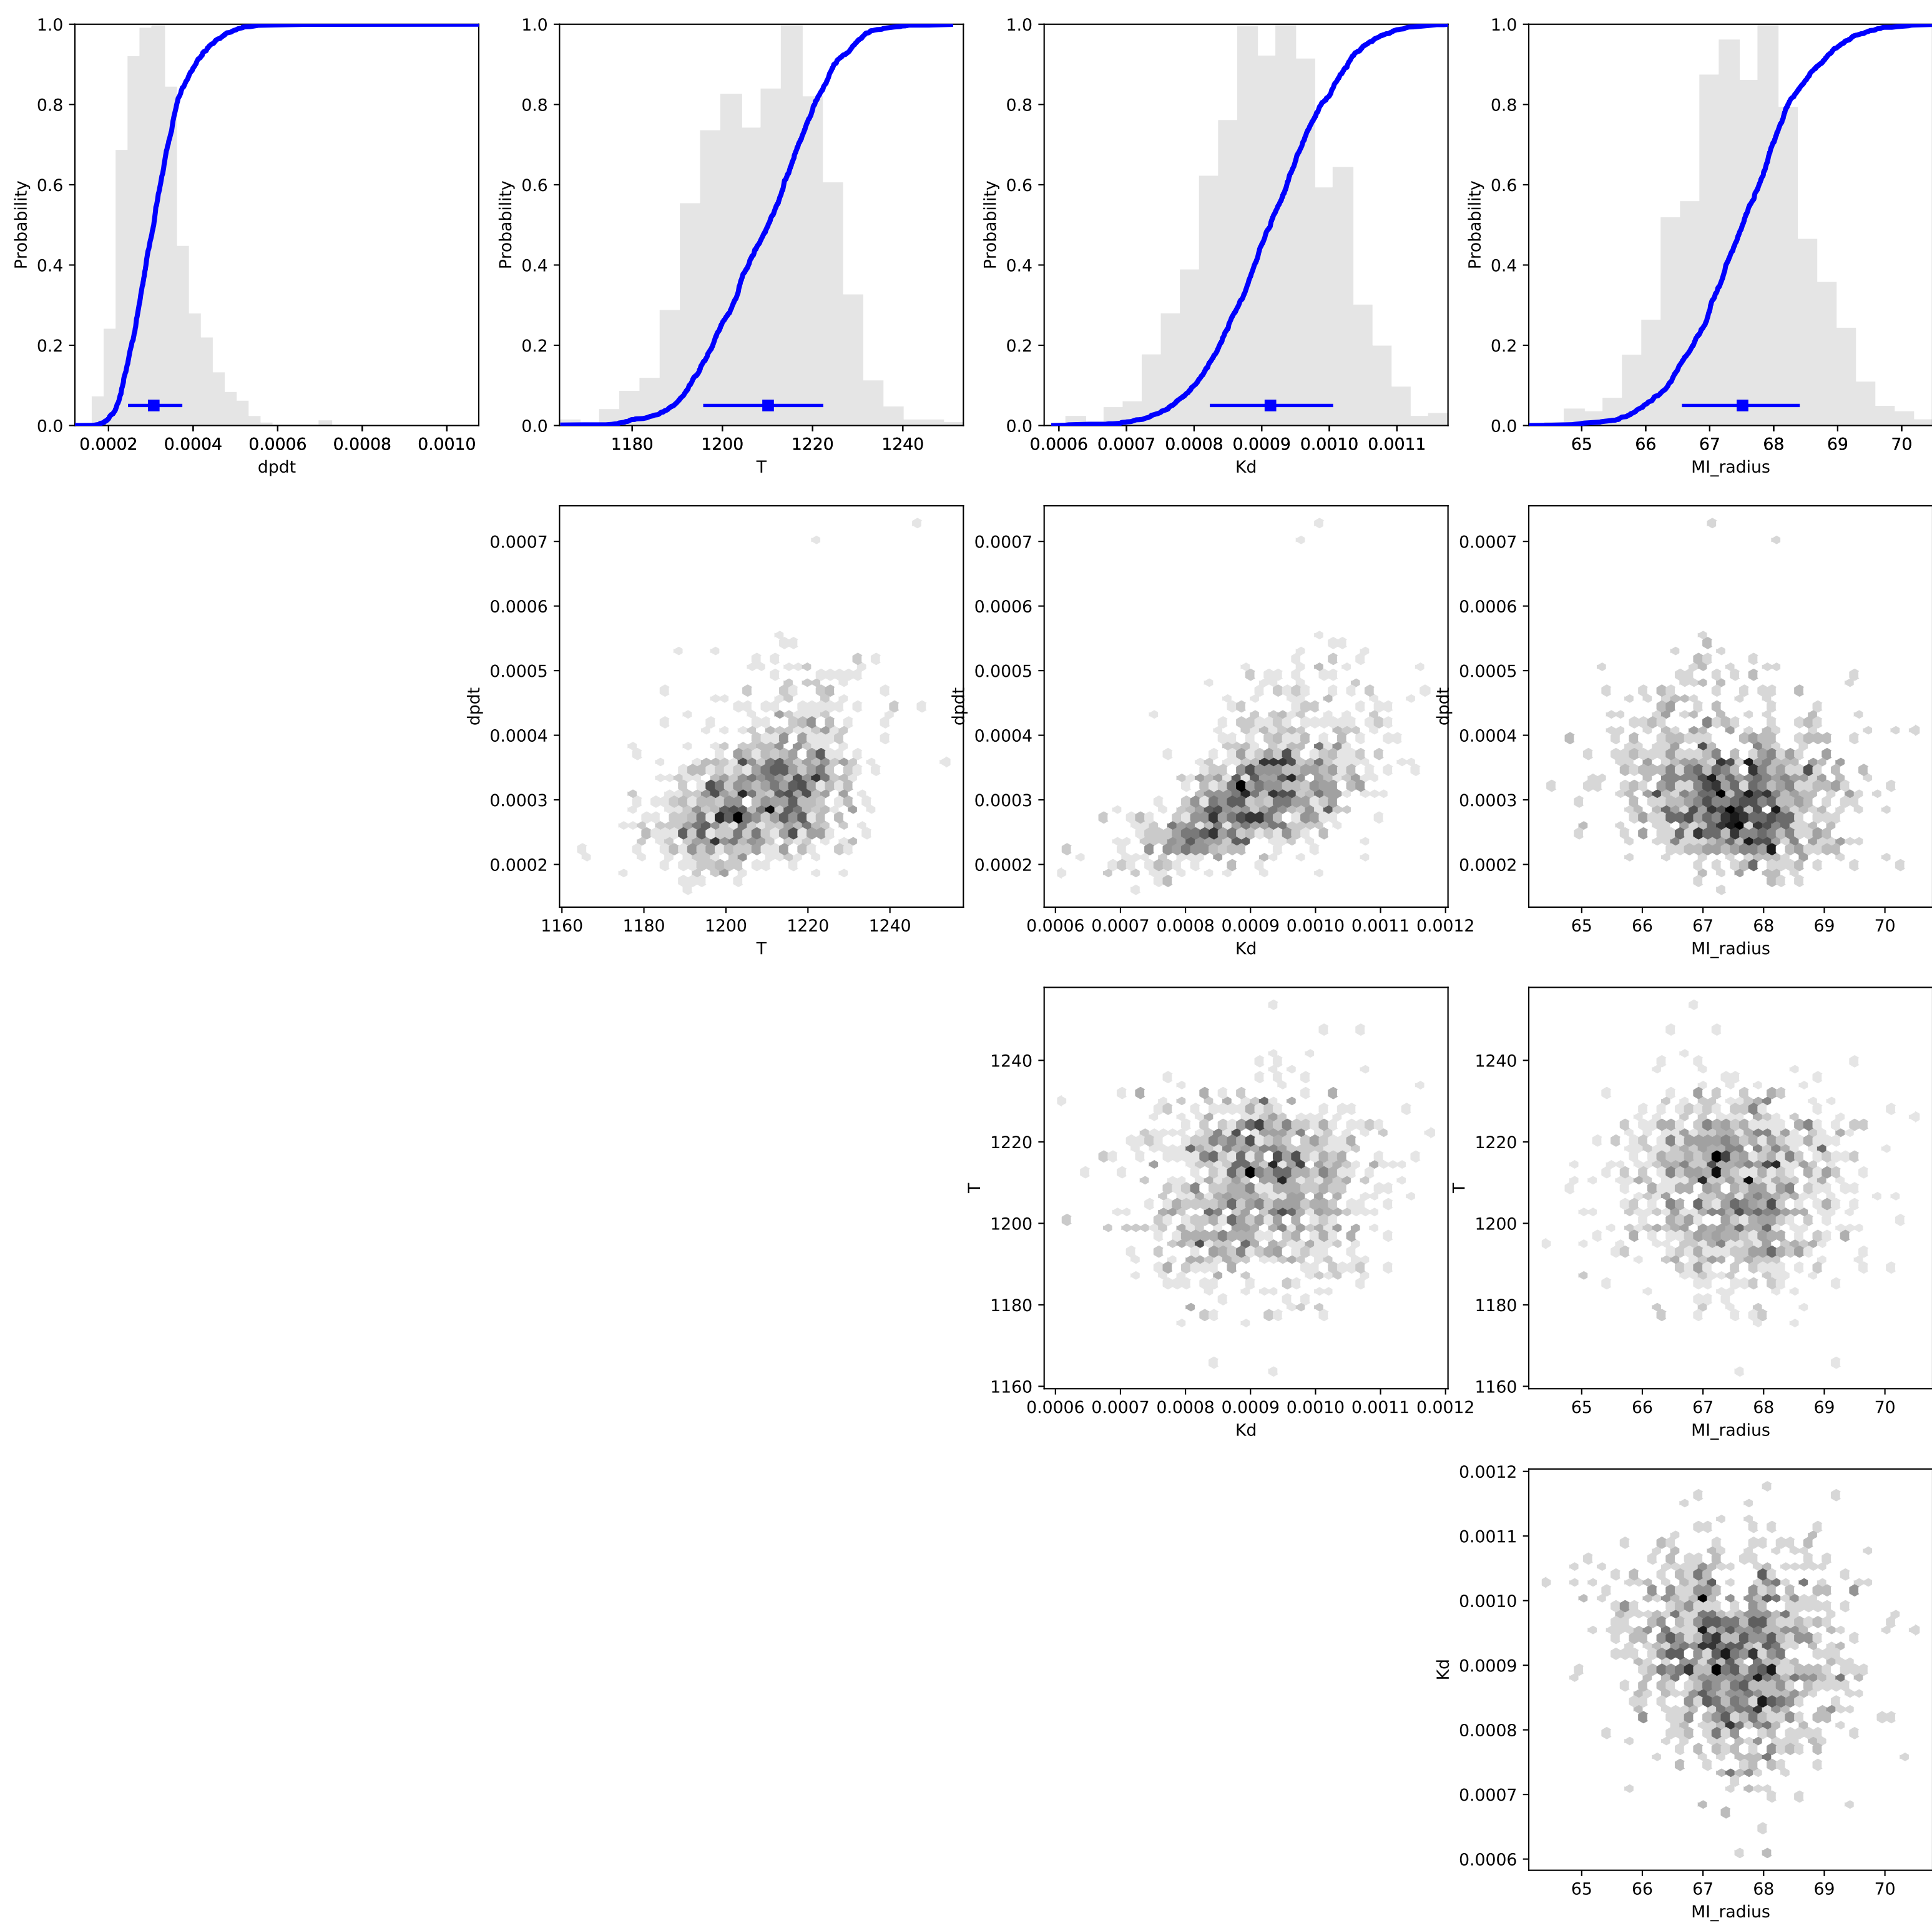 1.0 1.0 1.0 1.0
0.8 0.8 0.8 0.8
0.6 0.6 0.6 0.6
Probability Probability Probability Probability
0.4 0.4 0.4 0.4
0.2 0.2 0.2 0.2
0.0 0.0 0.0 0.0
0.0002 0.0004 0.0006 0.0008 0.0010 1180 1200 1220 1240 0.0006 0.0007 0.0008 0.0009 0.0010 0.0011 65 66 67 68 69 70
dpdt T Kd MI_radius
0.0007 0.0007 0.0007
0.0006 0.0006 0.0006
0.0005 0.0005 0.0005
dpdt dpdt dpdt
0.0004 0.0004 0.0004
0.0003 0.0003 0.0003
0.0002 0.0002 0.0002
1160 1180 1200 1220 1240 0.0006 0.0007 0.0008 0.0009 0.0010 0.0011 0.0012 65 66 67 68 69 70
T Kd MI_radius
1240 1240
1220 1220
T T
1200 1200
1180 1180
1160 1160
0.0006 0.0007 0.0008 0.0009 0.0010 0.0011 0.0012 65 66 67 68 69 70
Kd MI_radius
0.0012
0.0011
0.0010
Kd
0.0009
0.0008
0.0007
0.0006
65 66 67 68 69 70
MI_radius